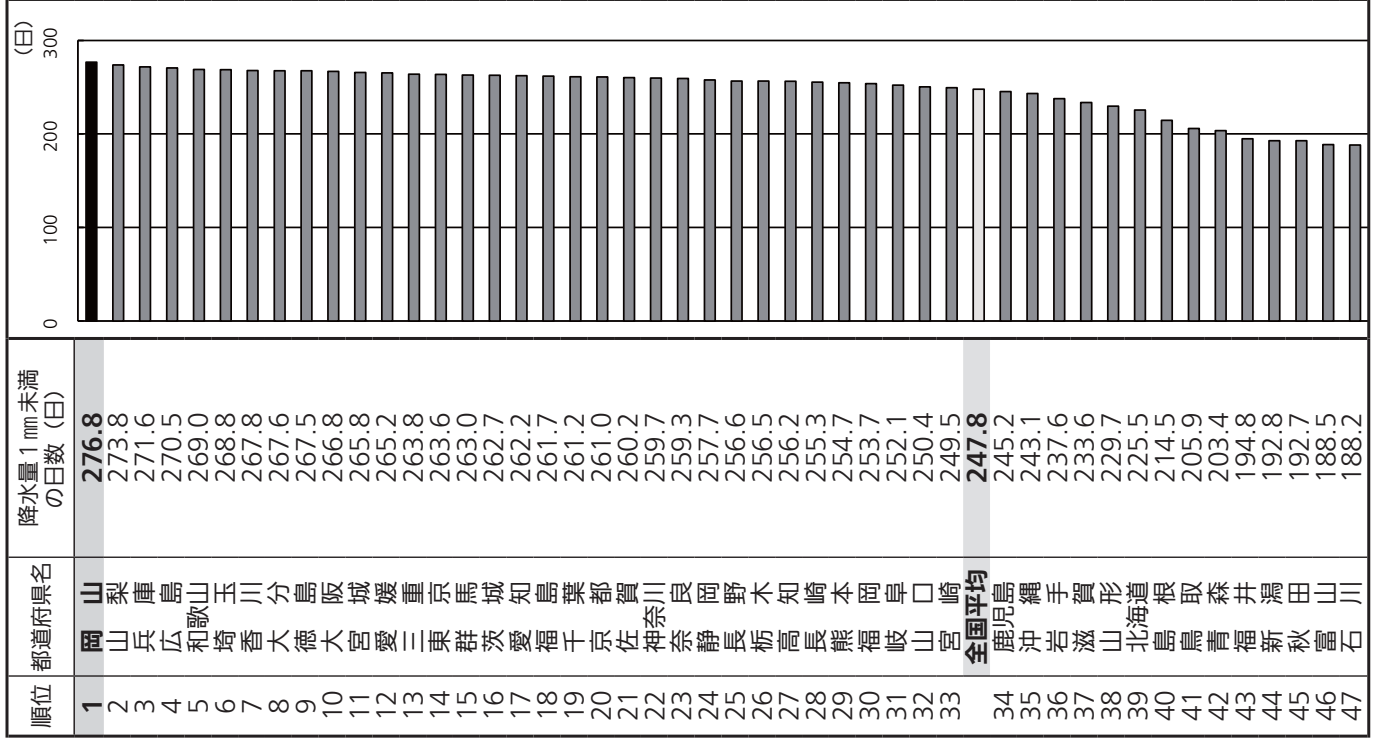 順位 都道府県名 降水量1㎜未満の日数（日）
1 岡山 276.8
2 山梨 273.8
3 兵庫 271.6
4 広島 270.5
5 和歌山 269.0
6 埼玉 268.8
7 香川 267.8
8 大分 267.6
9 徳島 267.5
10 大阪 266.8
11 宮城 265.8
12 愛媛 265.2
13 三重 263.8
14 東京 263.6
15 群馬 263.0
16 茨城 262.7
17 愛知 262.2
18 福島 261.7
19 千葉 261.2
20 京都 261.0
21 佐賀 260.2
22 神奈川 259.7
23 奈良 259.3
24 静岡 257.7
25 長野 256.6
26 栃木 256.5
27 高知 256.2
28 長崎 255.3
29 熊本 254.7
30 福岡 253.7
31 岐阜 252.1
32 山口 250.4
33 宮崎 249.5
全国平均 247.8
34 鹿児島 245.2
35 沖縄 243.1
36 岩手 237.6
37 滋賀 233.6
38 山形 229.7
39 北海道 225.5
40 島根 214.5
41 鳥取 205.9
42 青森 203.4
43 福井 194.8
44 新潟 192.8
45 秋田 192.7
46 富山 188.5
47 石川 188.2
0 100 200 300 （日）